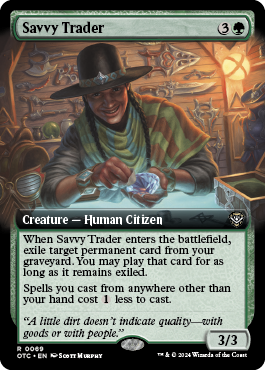 Savvy Trader 3
Creature — Human Citizen
When Savvy Trader enters the battlefield,
exile target permanent card from your
graveyard. You may play that card for as
long as it remains exiled.
Spells you cast from anywhere other than
your hand cost 1 less to cast.
“A little dirt doesn’t indicate quality—with
goods or with people.”
3/3
R 0069
OTC • EN SCOTT MURPHY
™ & © 2024 Wizards of the Coast